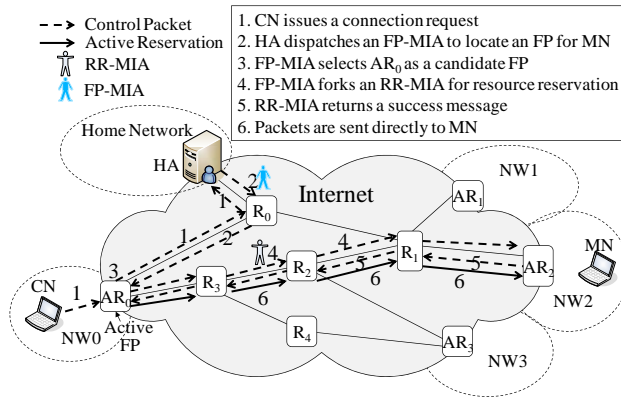 Control Packet
Active Reservation
RR-MIA
FP-MIA
1. CN issues a connection request
2. HA dispatches an FP-MIA to locate an FP for MN
3. FP-MIA selects AR0 as a candidate FP
4. FP-MIA forks an RR-MIA for resource reservation
5. RR-MIA returns a success message
6. Packets are sent directly to MN
Home Network
HA
2
1
R0
Internet
NW1
AR1
1
2
3
4
4
R1
MN
CN
1
AR0
R3
R2
5
5
AR2
6
6
6
NW0
Active
FP
NW2
R4
AR3
NW3